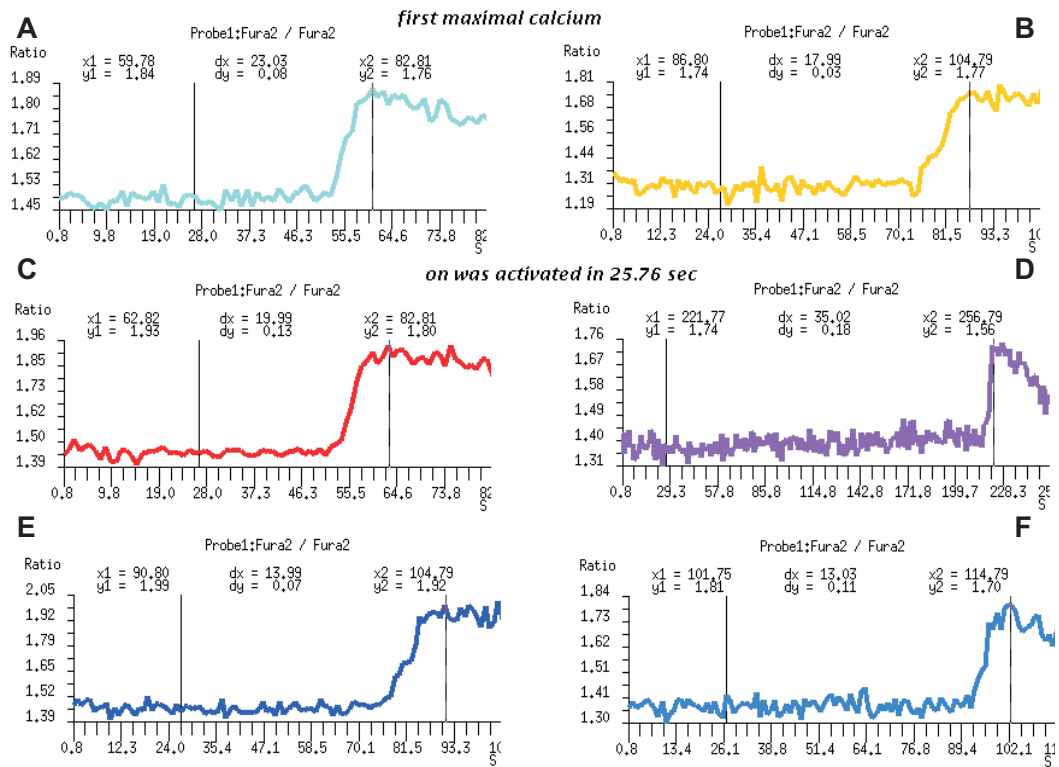 first maximal calcium
A
Probe1:Fura2 / Fura2
Ratio
x1 = 59.78 dx = 23.03 x2 = 82.81
y1 = 1.84 dy = 0.08 y2 = 1.76
1.89
1.80
1.71
1.62
1.53
1.45
0.8 9.8 19.0 28.0 37.3 46.5 55.5 64.6 73.8 82
S
B
Probe1:Fura2 / Fura2
Ratio
x1 = 86.80 dx = 17.99 x2 = 104.79
y1 = 1.74 dy = 0.03 y2 = 1.77
1.81
1.68
1.56
1.44
1.31
1.19
0.8 12.3 24.0 35.4 47.1 58.5 70.2 81.5 93.3 10
S
on was activated in 25.76 sec
C
Probe1:Fura2 / Fura2
Ratio
x1 = 62.82 dx = 19.99 x2 = 82.81
y1 = 1.93 dy = 0.13 y2 = 1.80
1.96
1.85
1.73
1.62
1.50
1.39
0.8 9.8 19.0 28.0 37.3 46.5 55.5 64.6 73.8 82
S
D
Probe1:Fura2 / Fura2
Ratio
x1 = 221.77 dx = 35.02 x2 = 256.79
y1 = 1.74 dy = 0.18 y2 = 1.56
1.76
1.67
1.58
1.49
1.40
1.31
0.8 29.3 57.8 85.8 114.8 142.8 171.8 199.7 228.3 25
S
E
Probe1:Fura2 / Fura2
Ratio
x1 = 90.80 dx = 13.99 x2 = 104.79
y1 = 1.99 dy = 0.07 y2 = 1.92
2.05
1.92
1.79
1.65
1.52
1.39
0.8 12.3 24.0 35.4 47.1 58.5 70.2 81.5 93.3 10
S
F
Probe1:Fura2 / Fura2
Ratio
x1 = 101.75 dx = 13.03 x2 = 114.79
y1 = 1.81 dy = 0.11 y2 = 1.70
1.84
1.73
1.62
1.51
1.41
1.30
0.8 13.4 26.1 38.8 51.4 64.1 76.8 89.4 102.1 11
S